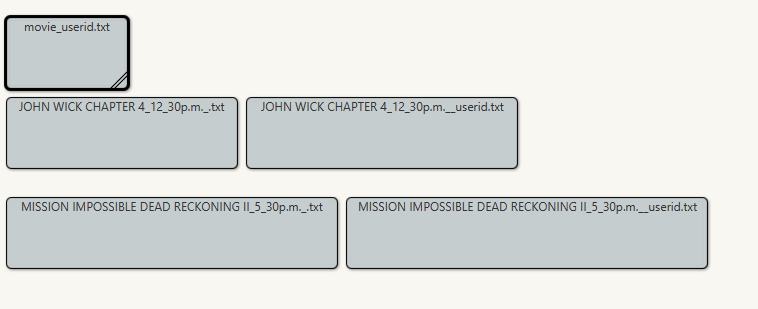 movie_userid.txt
JOHN WICK CHAPTER 4_12_30p.m._.txt
JOHN WICK CHAPTER 4_12_30p.m.__userid.txt
MISSION IMPOSSIBLE DEAD RECKONING II_5_30p.m._.txt
MISSION IMPOSSIBLE DEAD RECKONING II_5_30p.m.__userid.txt